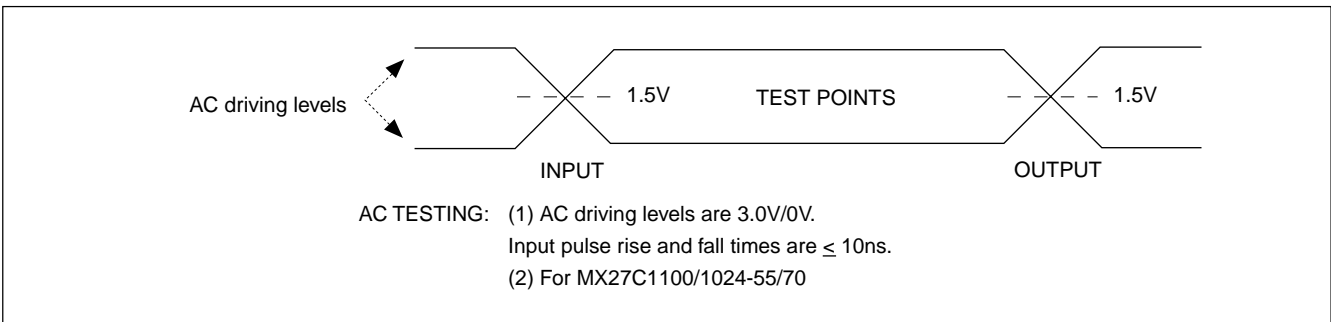 AC driving levels
1.5V
TEST POINTS
1.5V
INPUT
OUTPUT
AC TESTING: (1) AC driving levels are 3.0V/0V.
Input pulse rise and fall times are ≤ 10ns.
(2) For MX27C1100/1024-55/70